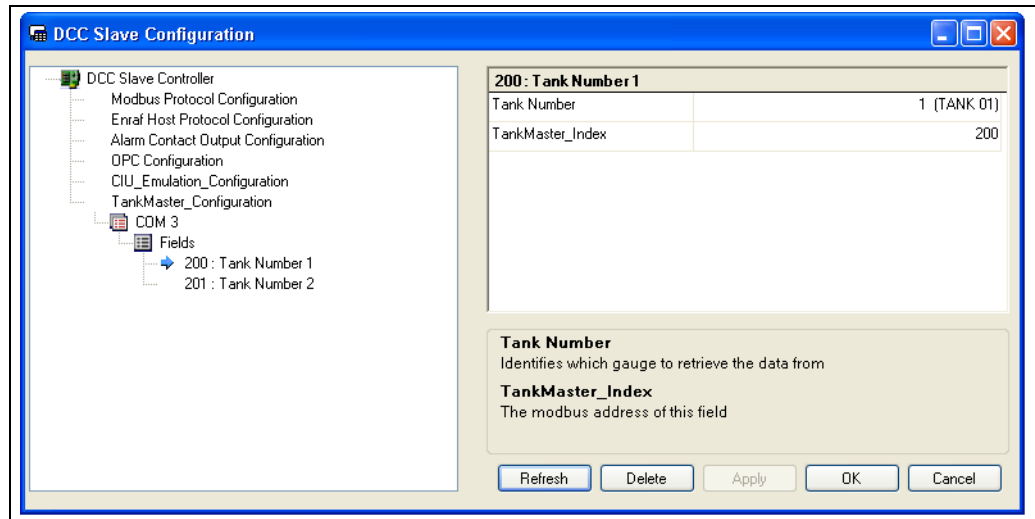 DCC Slave Configuration
DCC Slave Controller
Modbus Protocol Configuration
Enraf Host Protocol Configuration
Alarm Contact Output Configuration
OPC Configuration
CIU_Emulation_Configuration
TankMaster_Configuration
COM 3
Fields
200 : Tank Number 1
201 : Tank Number 2
200 : Tank Number 1
Tank Number 1 (TANK 01)
TankMaster_Index 200
Tank Number
Identifies which gauge to retrieve the data from
TankMaster_Index
The modbus address of this field
Refresh Delete Apply OK Cancel